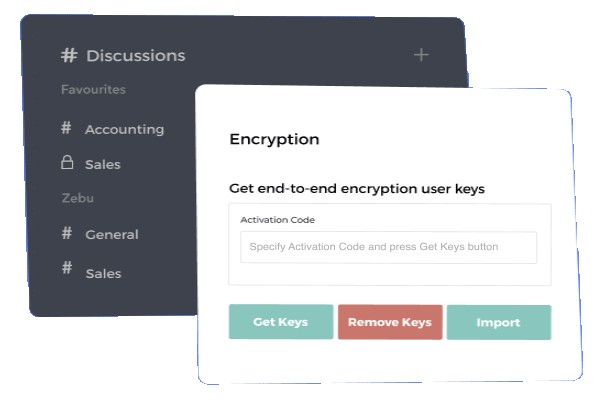 # Discussions +
Favourites
# Accounting
Sales
Zebu
# General
# Sales
Encryption
Get end-to-end encryption user keys
Activation Code
Specify Activation Code and press Get Keys button
Get Keys Remove Keys Import